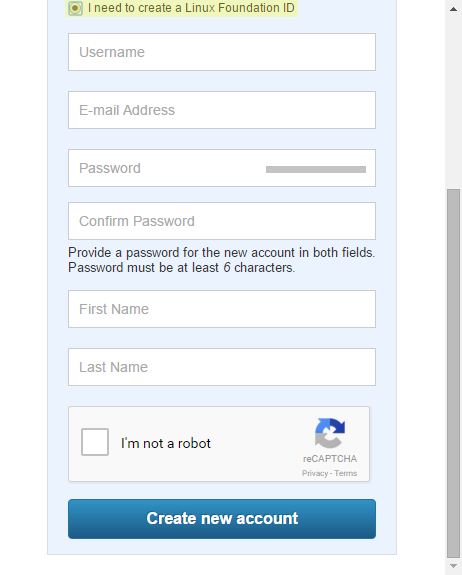 I need to create a Linux Foundation ID
Username
E-mail Address
Password
Confirm Password
Provide a password for the new account in both fields.
Password must be at least 6 characters.
First Name
Last Name
I'm not a robot
reCAPTCHA
Privacy - Terms
Create new account